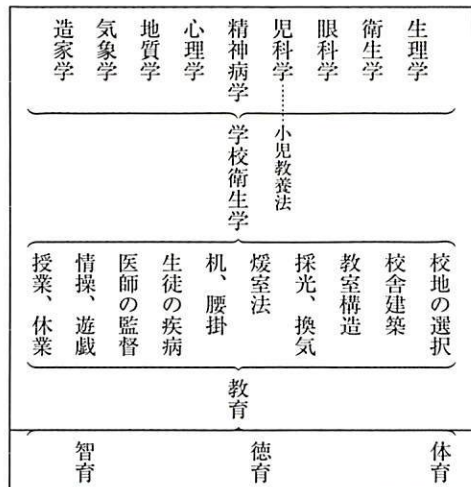 生理学
衛生学
眼科学
児科学……小児教養法
精神病学
心理学
地質学
気象学
造家学
学校衛生学
校地の選択
校舎建築
教室構造
採光、換気
煖室法
机、腰掛
生徒の疾病
医師の監督
情操、遊戯
授業、休業
教育
体育
徳育
智育